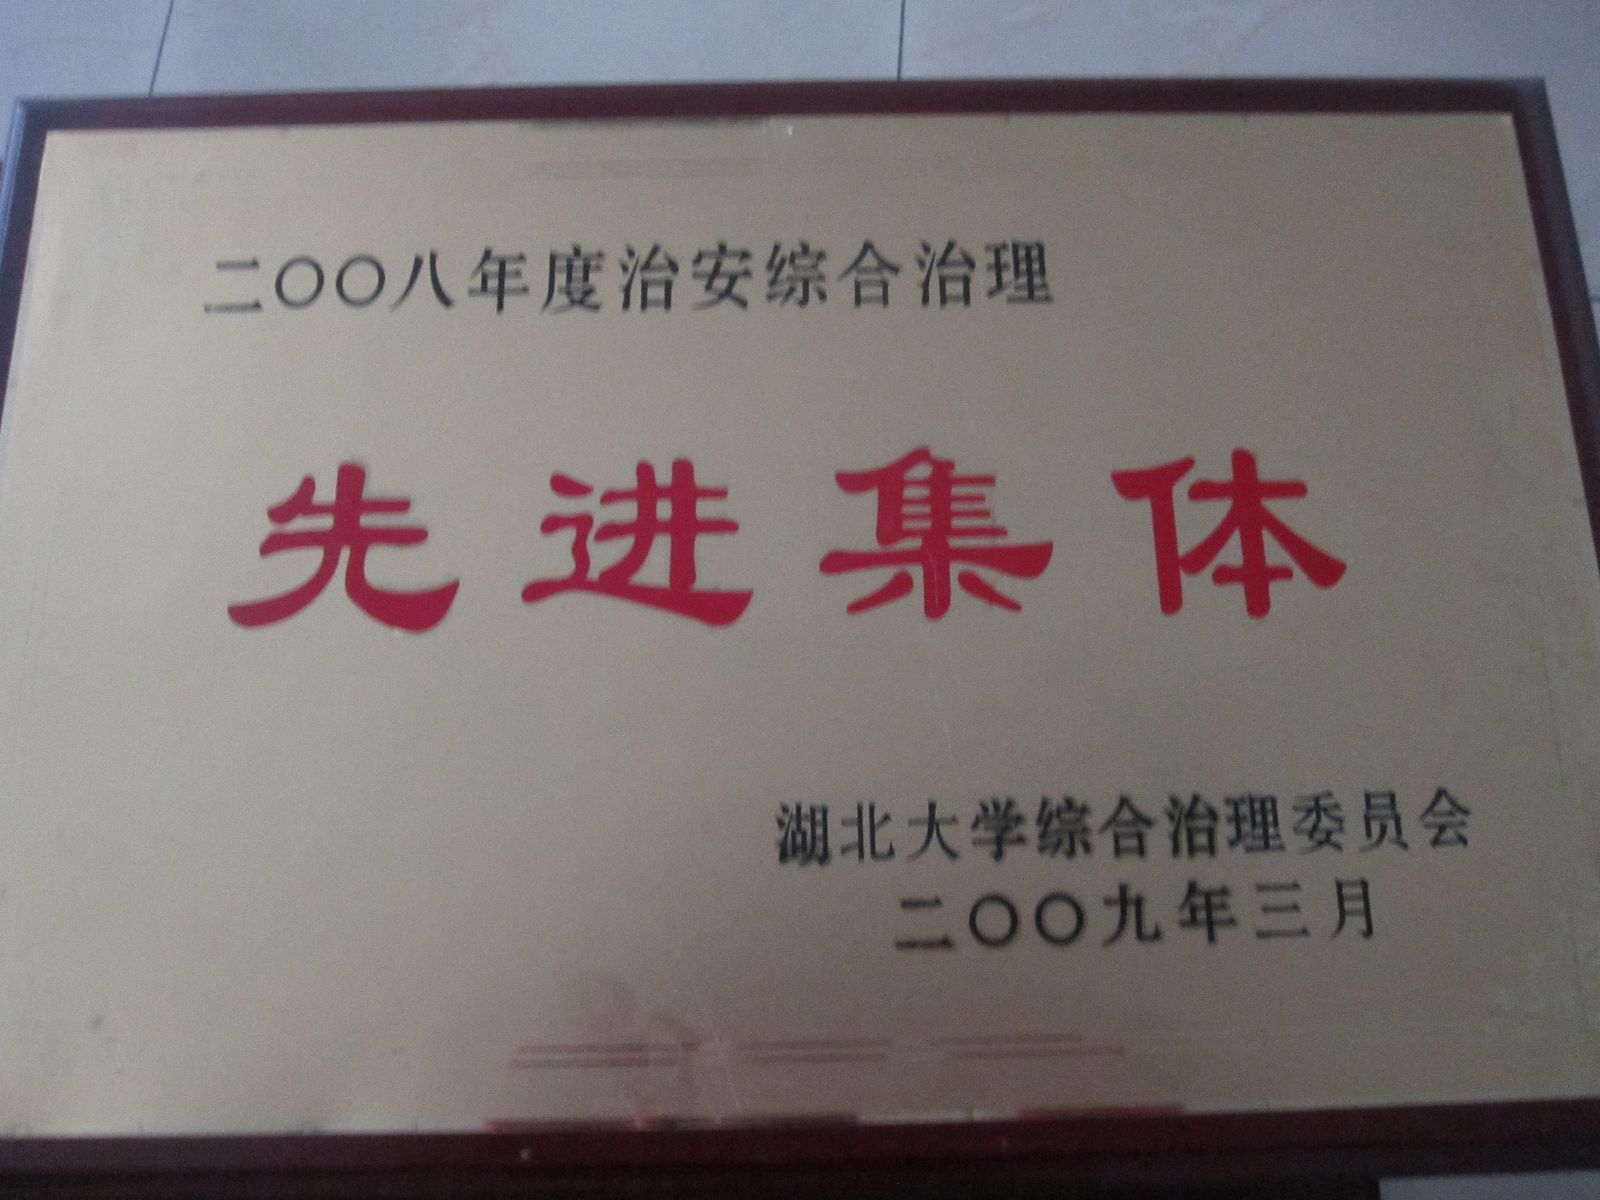 二〇〇八年度治安综合治理
先进集体
湖北大学综合治理委员会
二〇〇九年三月